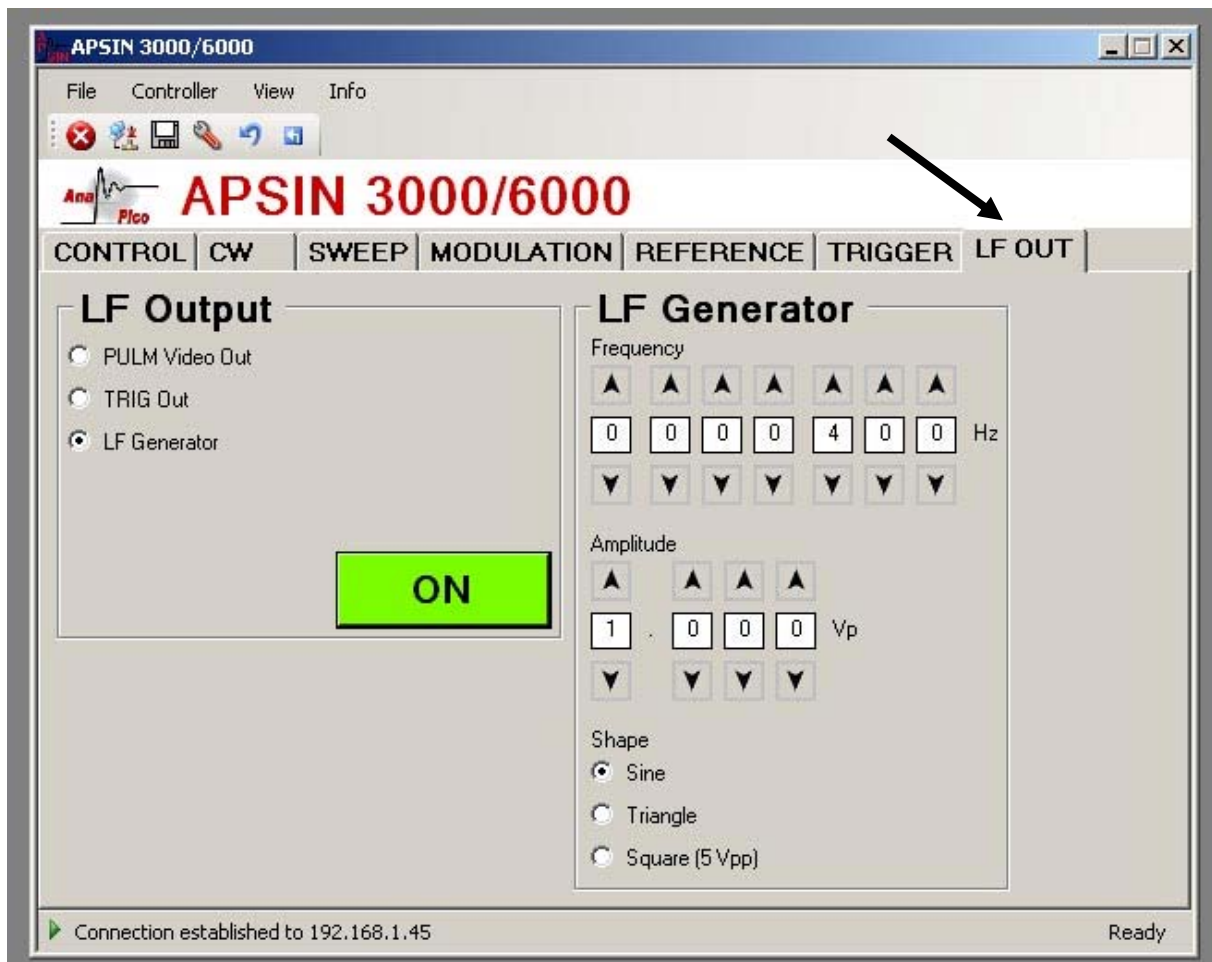 APSIN 3000/6000
File Controller View Info
Ana Pico APSIN 3000/6000
CONTROL CW SWEEP MODULATION REFERENCE TRIGGER LF OUT
LF Output
PULM Video Out
TRIG Out
LF Generator
ON
LF Generator
Frequency
0 0 0 0 4 0 0 Hz
Amplitude
1 . 0 0 0 Vp
Shape
Sine
Triangle
Square (5 Vpp)
Connection established to 192.168.1.45 Ready